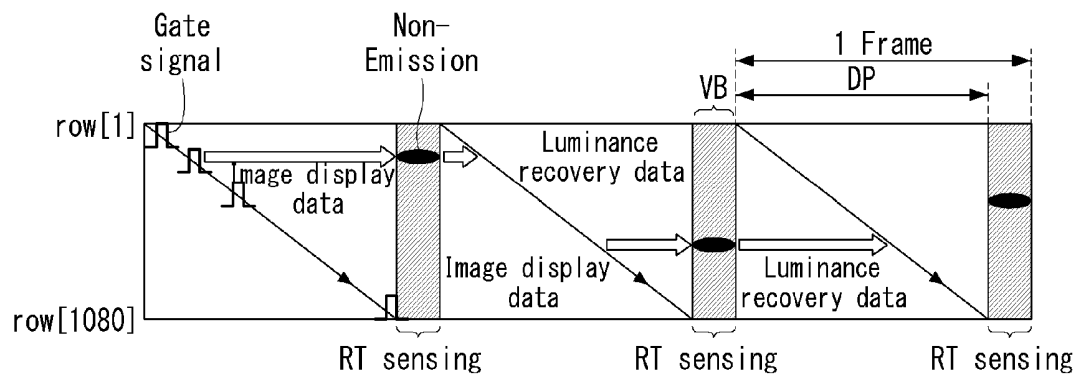 Gate
signal
Non-
Emission
1 Frame
VB
DP
row[1]
Image display
data
Luminance
recovery data
Image display
data
Luminance
recovery data
row[1080]
RT sensing
RT sensing
RT sensing